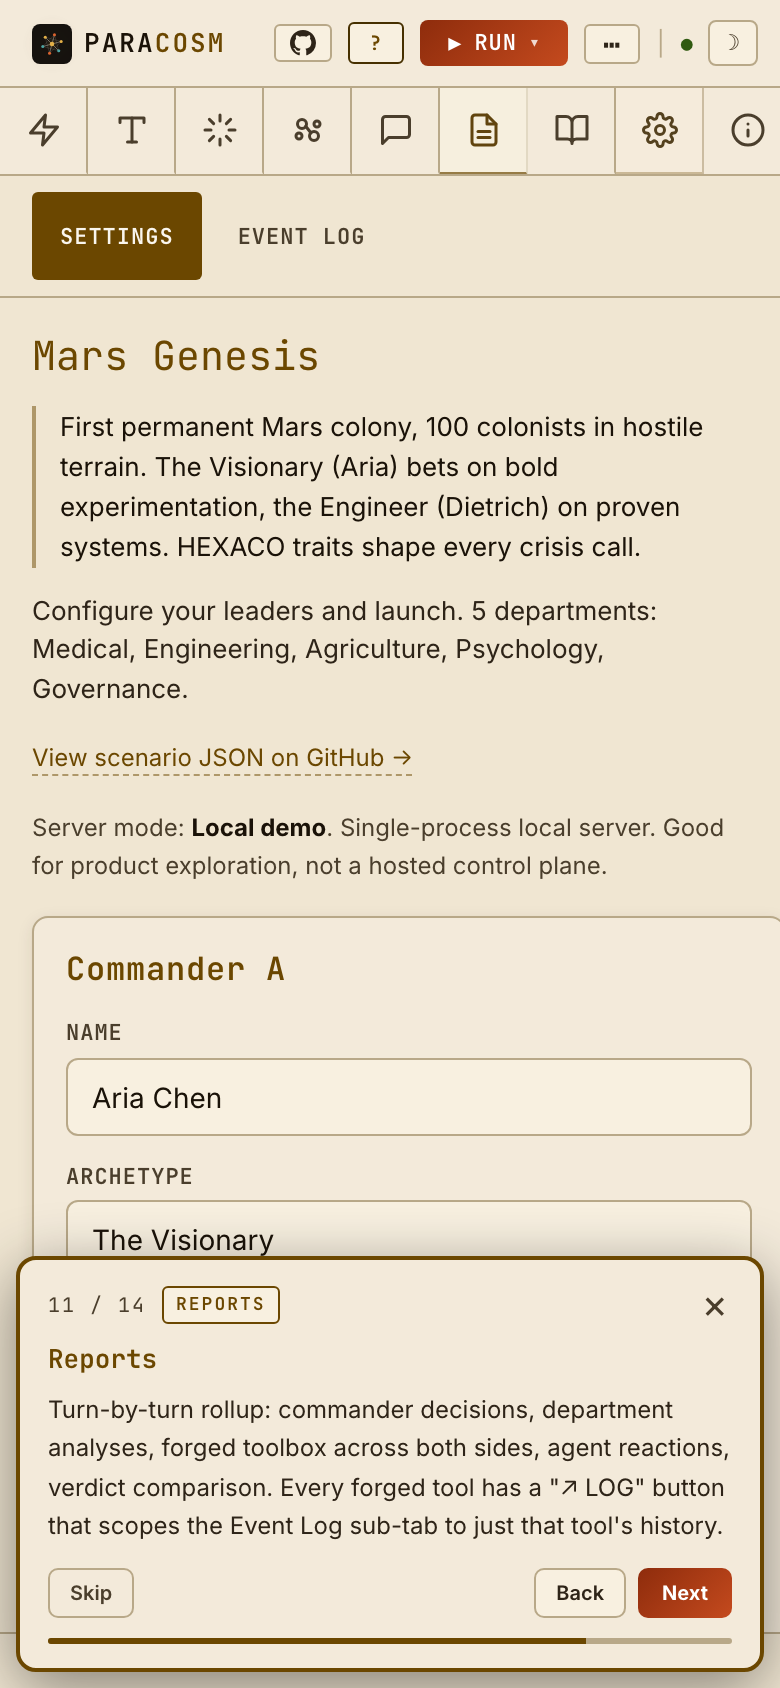 PARACOSM
?
▶ RUN ▾
SETTINGS
EVENT LOG
Mars Genesis
First permanent Mars colony, 100 colonists in hostile
terrain. The Visionary (Aria) bets on bold
experimentation, the Engineer (Dietrich) on proven
systems. HEXACO traits shape every crisis call.
Configure your leaders and launch. 5 departments:
Medical, Engineering, Agriculture, Psychology,
Governance.
View scenario JSON on GitHub →
Server mode: Local demo. Single-process local server. Good
for product exploration, not a hosted control plane.
Commander A
NAME
Aria Chen
ARCHETYPE
The Visionary
11 / 14 REPORTS
Reports
Turn-by-turn rollup: commander decisions, department
analyses, forged toolbox across both sides, agent reactions,
verdict comparison. Every forged tool has a "↗ LOG" button
that scopes the Event Log sub-tab to just that tool's history.
Skip
Back
Next